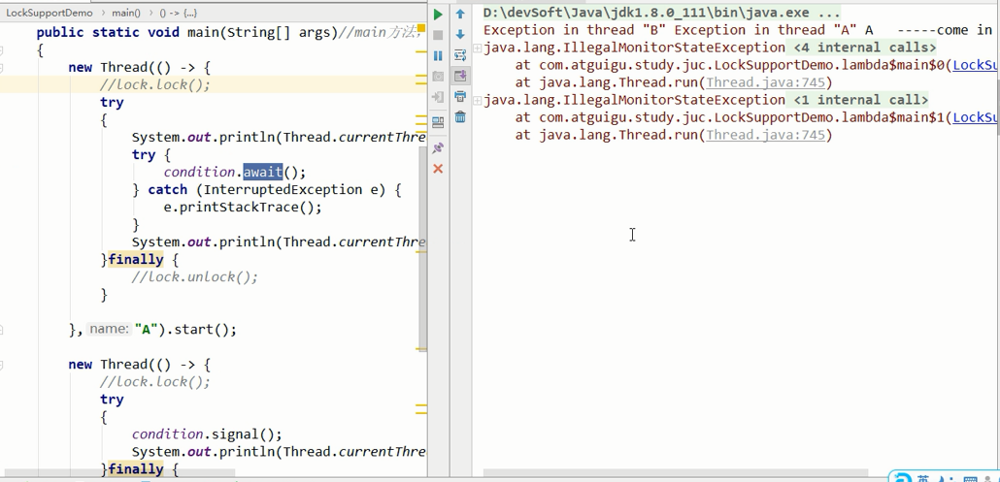 LockSupportDemo › main() › () -> {...}
public static void main(String[] args)//main方法，
{
new Thread(() -> {
//lock.lock();
try
{
System.out.println(Thread.currentThre
try {
condition.await();
} catch (InterruptedException e) {
e.printStackTrace();
}
System.out.println(Thread.currentThre
}finally {
//lock.unlock();
}
}, name: "A").start();
new Thread(() -> {
//lock.lock();
try
{
condition.signal();
System.out.println(Thread.currentThre
}finally {
D:\devSoft\Java\jdk1.8.0_111\bin\java.exe ...
Exception in thread "B" Exception in thread "A" A   -----come in
java.lang.IllegalMonitorStateException <4 internal calls>
at com.atguigu.study.juc.LockSupportDemo.lambda$main$0(LockSu
at java.lang.Thread.run(Thread.java:745)
java.lang.IllegalMonitorStateException <1 internal call>
at com.atguigu.study.juc.LockSupportDemo.lambda$main$1(LockSu
at java.lang.Thread.run(Thread.java:745)
英